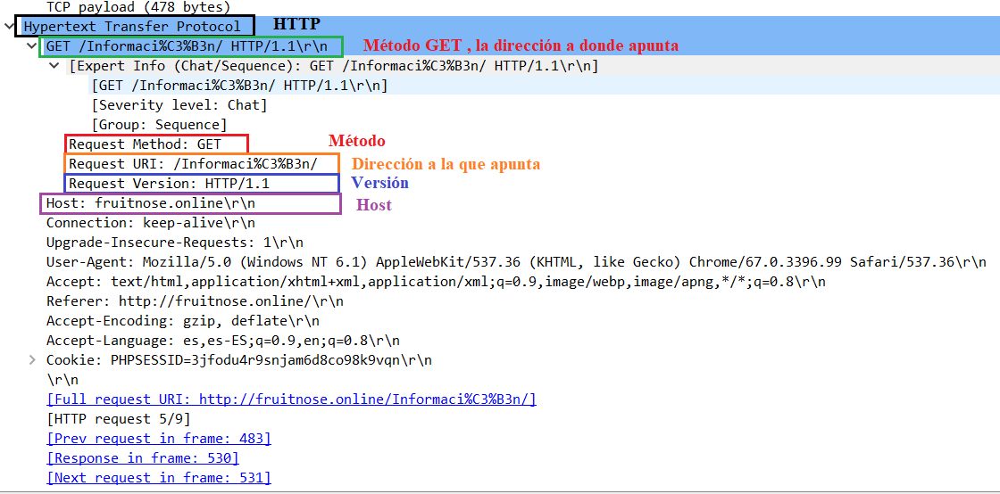 TCP payload (478 bytes)
Hypertext Transfer Protocol HTTP
GET /Informaci%C3%B3n/ HTTP/1.1\r\n Método GET , la dirección a donde apunta
[Expert Info (Chat/Sequence): GET /Informaci%C3%B3n/ HTTP/1.1\r\n]
[GET /Informaci%C3%B3n/ HTTP/1.1\r\n]
[Severity level: Chat]
[Group: Sequence]
Request Method: GET Método
Request URI: /Informaci%C3%B3n/ Dirección a la que apunta
Request Version: HTTP/1.1 Versión
Host: fruitnose.online\r\n Host
Connection: keep-alive\r\n
Upgrade-Insecure-Requests: 1\r\n
User-Agent: Mozilla/5.0 (Windows NT 6.1) AppleWebKit/537.36 (KHTML, like Gecko) Chrome/67.0.3396.99 Safari/537.36\r\n
Accept: text/html,application/xhtml+xml,application/xml;q=0.9,image/webp,image/apng,*/*;q=0.8\r\n
Referer: http://fruitnose.online/\r\n
Accept-Encoding: gzip, deflate\r\n
Accept-Language: es,es-ES;q=0.9,en;q=0.8\r\n
Cookie: PHPSESSID=3jfodu4r9snjam6d8co98k9vqn\r\n
\r\n
[Full request URI: http://fruitnose.online/Informaci%C3%B3n/]
[HTTP request 5/9]
[Prev request in frame: 483]
[Response in frame: 530]
[Next request in frame: 531]